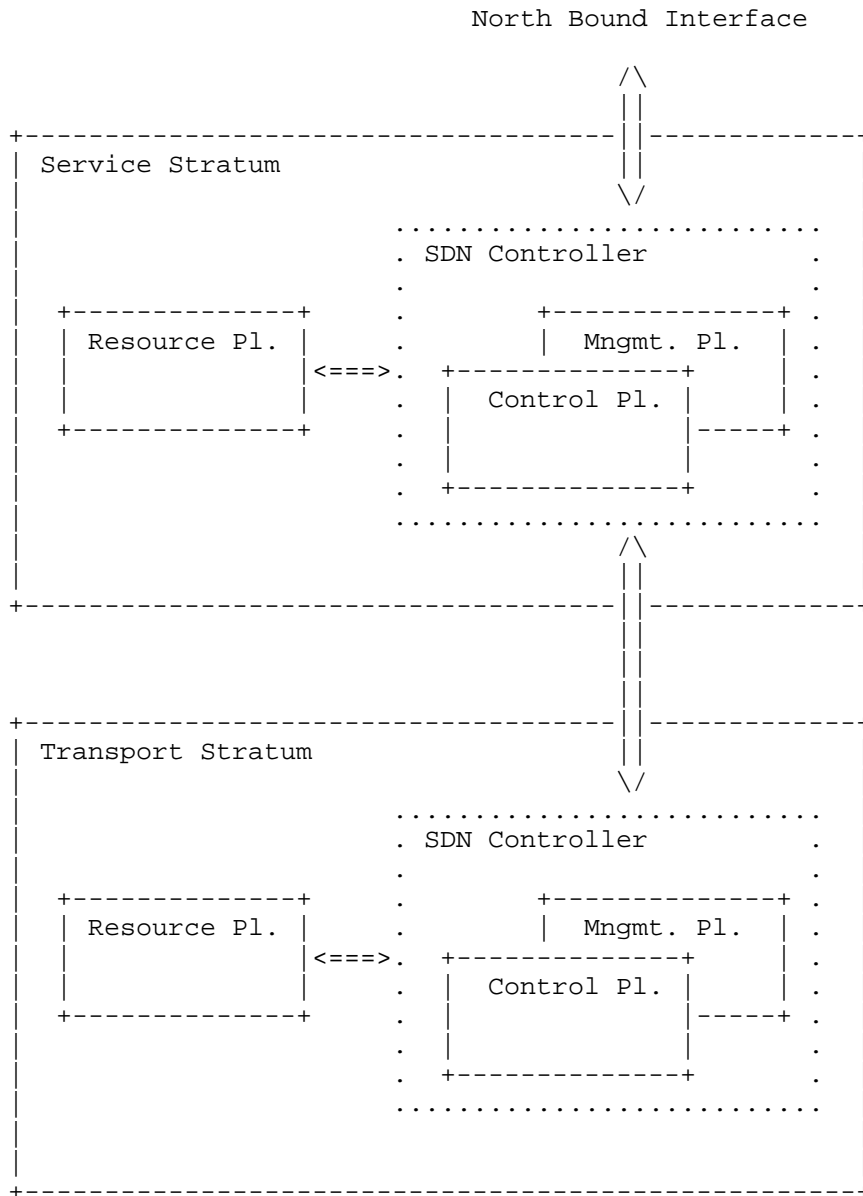 North Bound Interface
Service Stratum
SDN Controller
Resource Pl.
Mngmt. Pl.
Control Pl.
Transport Stratum
SDN Controller
Resource Pl.
Mngmt. Pl.
Control Pl.